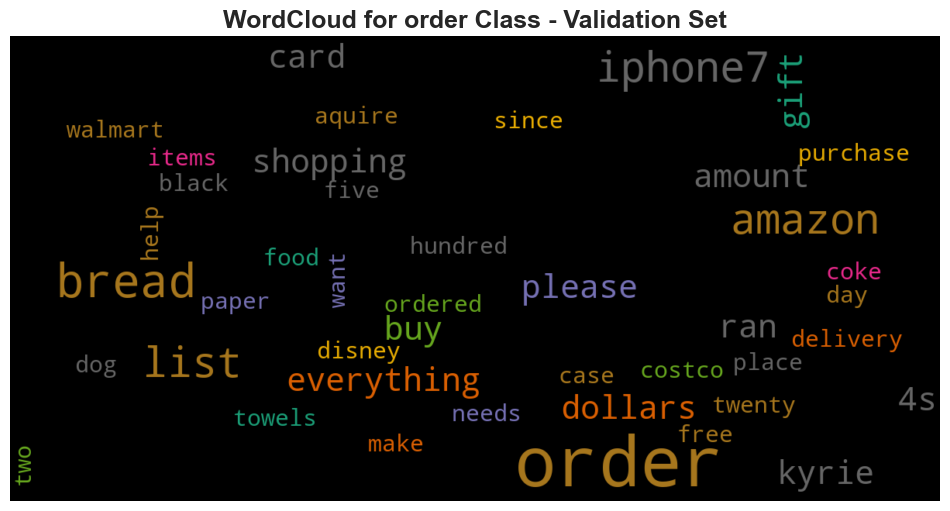 WordCloud for order Class - Validation Set
card
iphone7
gift
walmart
aquire
since
items
shopping
purchase
black
five
amount
help
amazon
food
want
hundred
bread
paper
please
coke
day
ordered
buy
ran
delivery
dog
list
disney
everything
case
costco
place
towels
needs
dollars
twenty
4s
make
free
two
order
kyrie